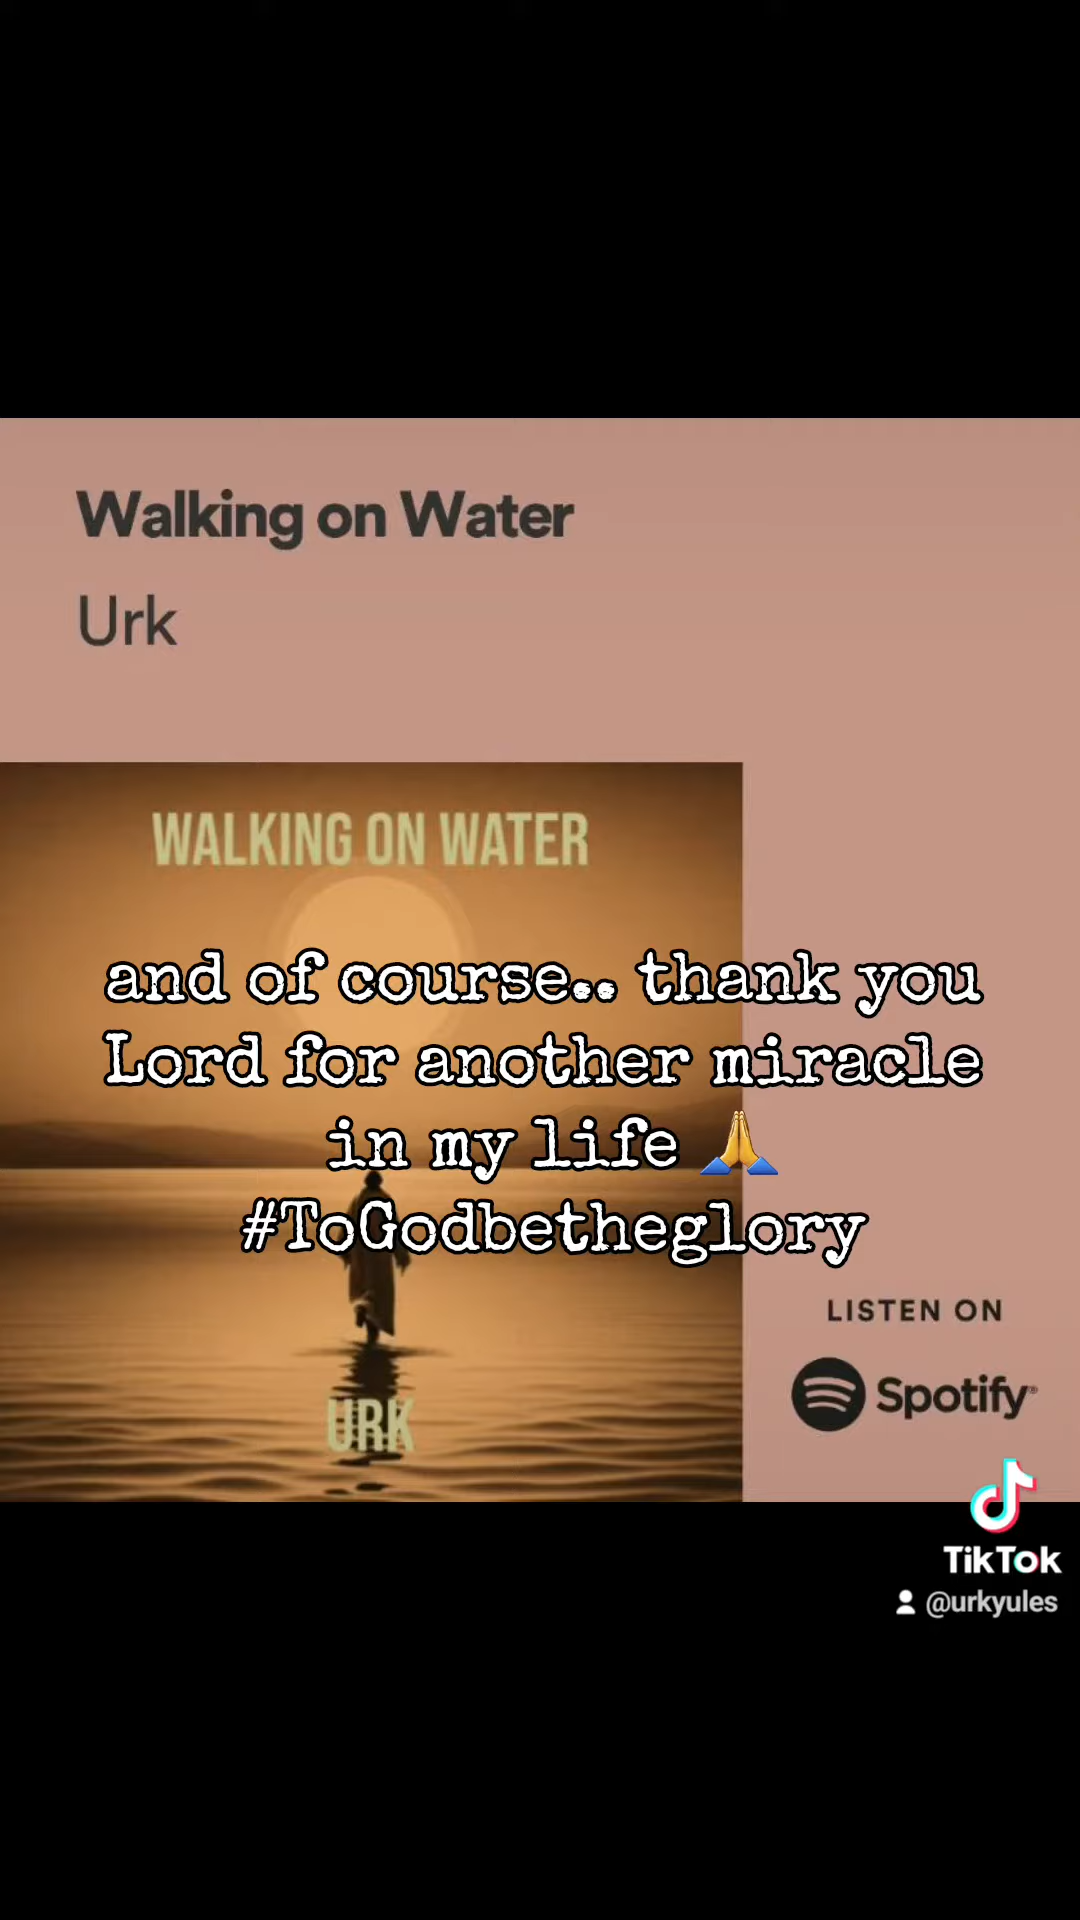 Walking on Water
Urk
WALKING ON WATER
and of course.. thank you
Lord for another miracle
in my life 🙏
#ToGodbetheglory
LISTEN ON
Spotify®
URK
TikTok
@urkyules